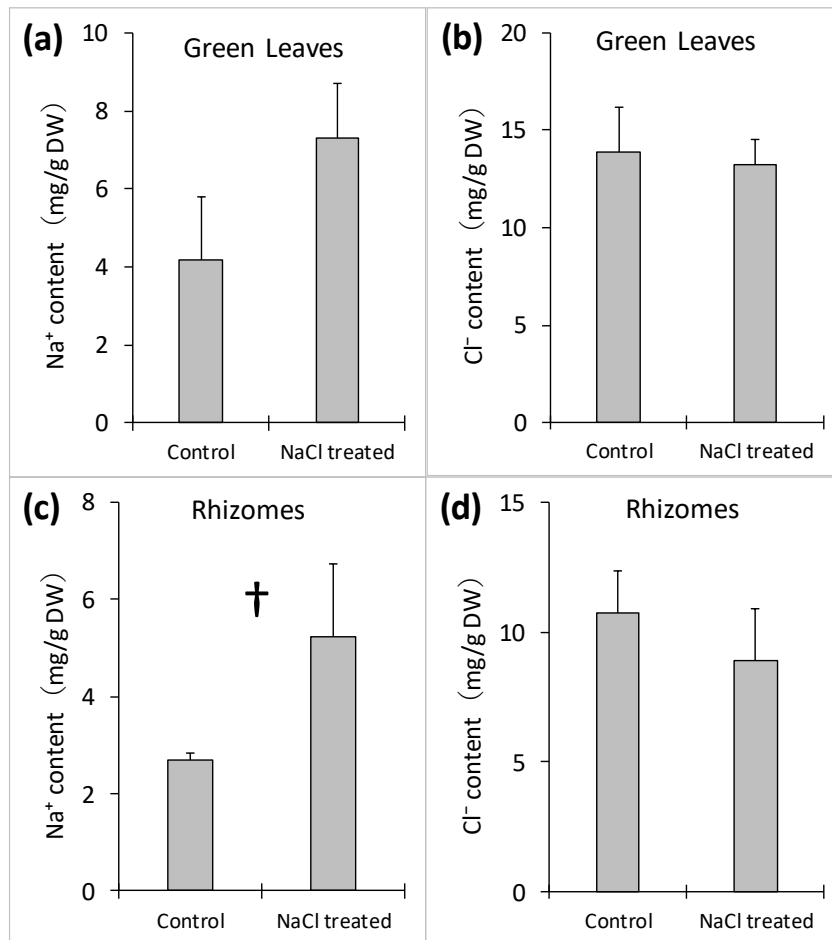 (a)
Green Leaves
Na⁺ content（mg/g DW）
10
8
6
4
2
0
Control
NaCl treated
(b)
Green Leaves
Cl⁻ content（mg/g DW）
20
15
10
5
0
Control
NaCl treated
(c)
Rhizomes
Na⁺ content（mg/g DW）
8
6
4
2
0
†
Control
NaCl treated
(d)
Rhizomes
Cl⁻ content（mg/g DW）
15
10
5
0
Control
NaCl treated